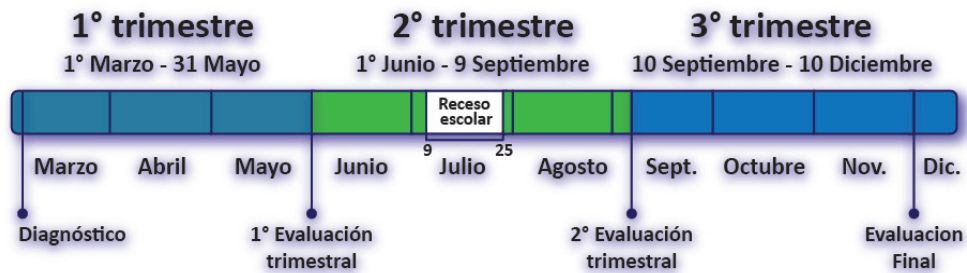 1° trimestre
1° Marzo - 31 Mayo
2° trimestre
1° Junio - 9 Septiembre
3° trimestre
10 Septiembre - 10 Diciembre
Receso
escolar
9
25
Marzo
Abril
Mayo
Junio
Julio
Agosto
Sept.
Octubre
Nov.
Dic.
Diagnóstico
1° Evaluación
trimestral
2° Evaluación
trimestral
Evaluacion
Final